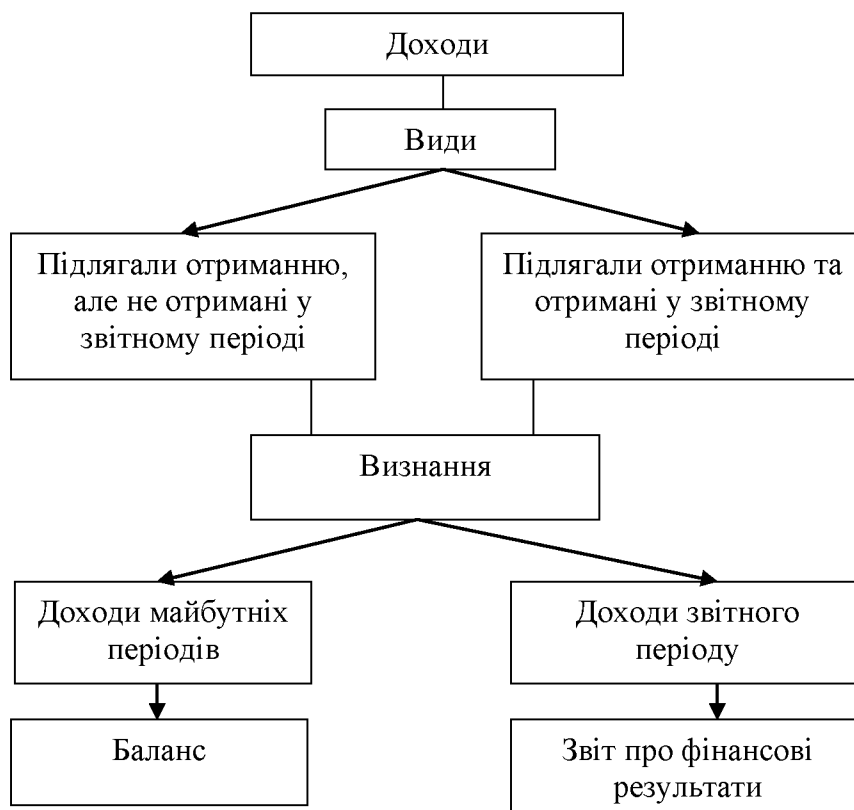 Доходи
Види
Підлягали отриманню,
але не отримані у
звітному періоді
Підлягали отриманню та
отримані у звітному
періоді
Визнання
Доходи майбутніх
періодів
Доходи звітного
періоду
Баланс
Звіт про фінансові
результати